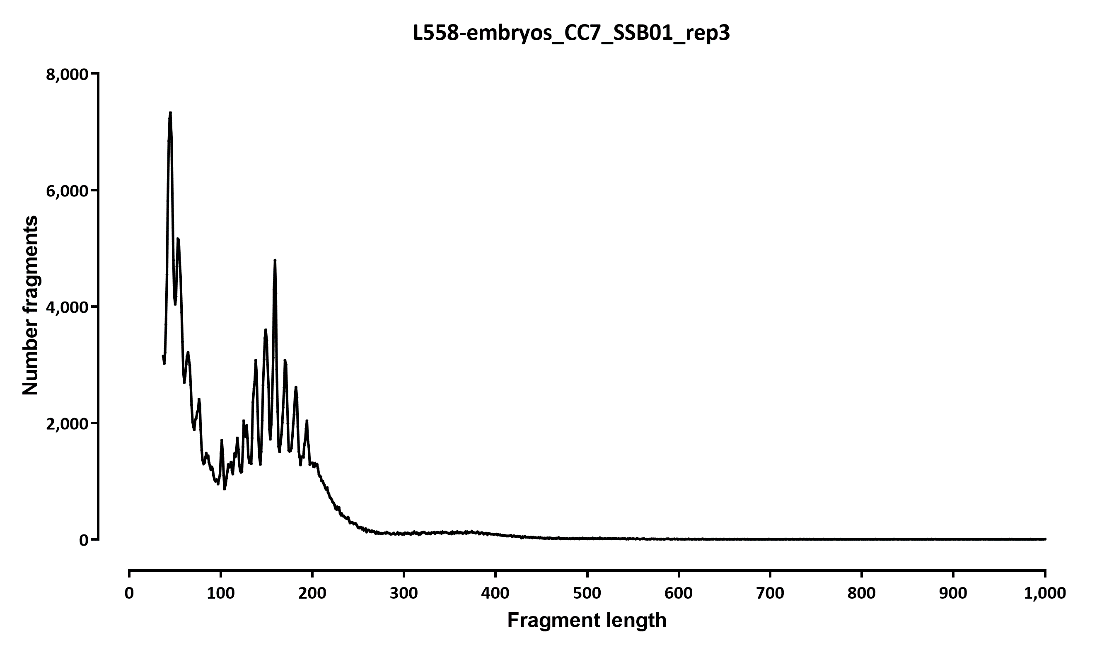 L558-embryos_CC7_SSB01_rep3
8,000
6,000
4,000
2,000
0
Number fragments
0 100 200 300 400 500 600 700 800 900 1,000
Fragment length